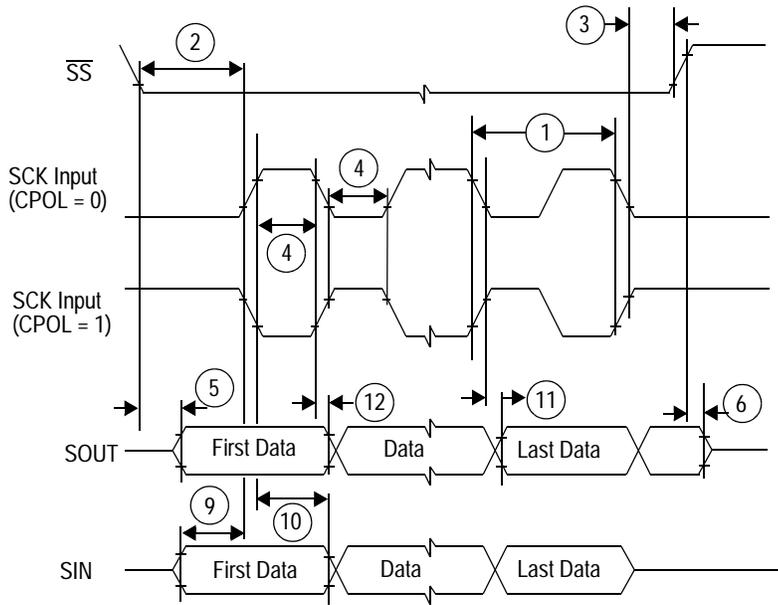 2
3
SS
1
SCK Input
(CPOL = 0)
4
4
SCK Input
(CPOL = 1)
5
12
11
6
SOUT
First Data
Data
Last Data
9
10
SIN
First Data
Data
Last Data